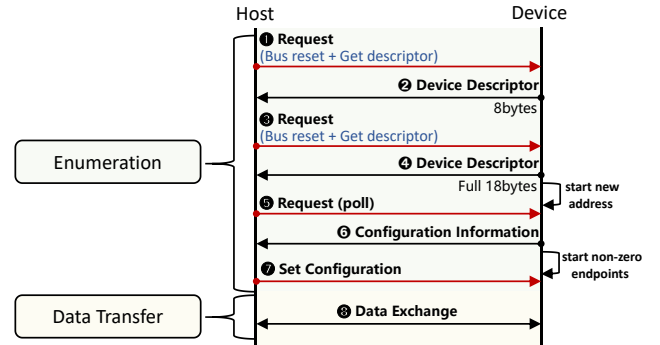 Host
Device
❶ Request
(Bus reset + Get descriptor)
❷ Device Descriptor
8bytes
❸ Request
(Bus reset + Get descriptor)
Enumeration
❹ Device Descriptor
Full 18bytes
start new
address
❺ Request (poll)
❻ Configuration Information
start non-zero
endpoints
❼ Set Configuration
Data Transfer
❽ Data Exchange